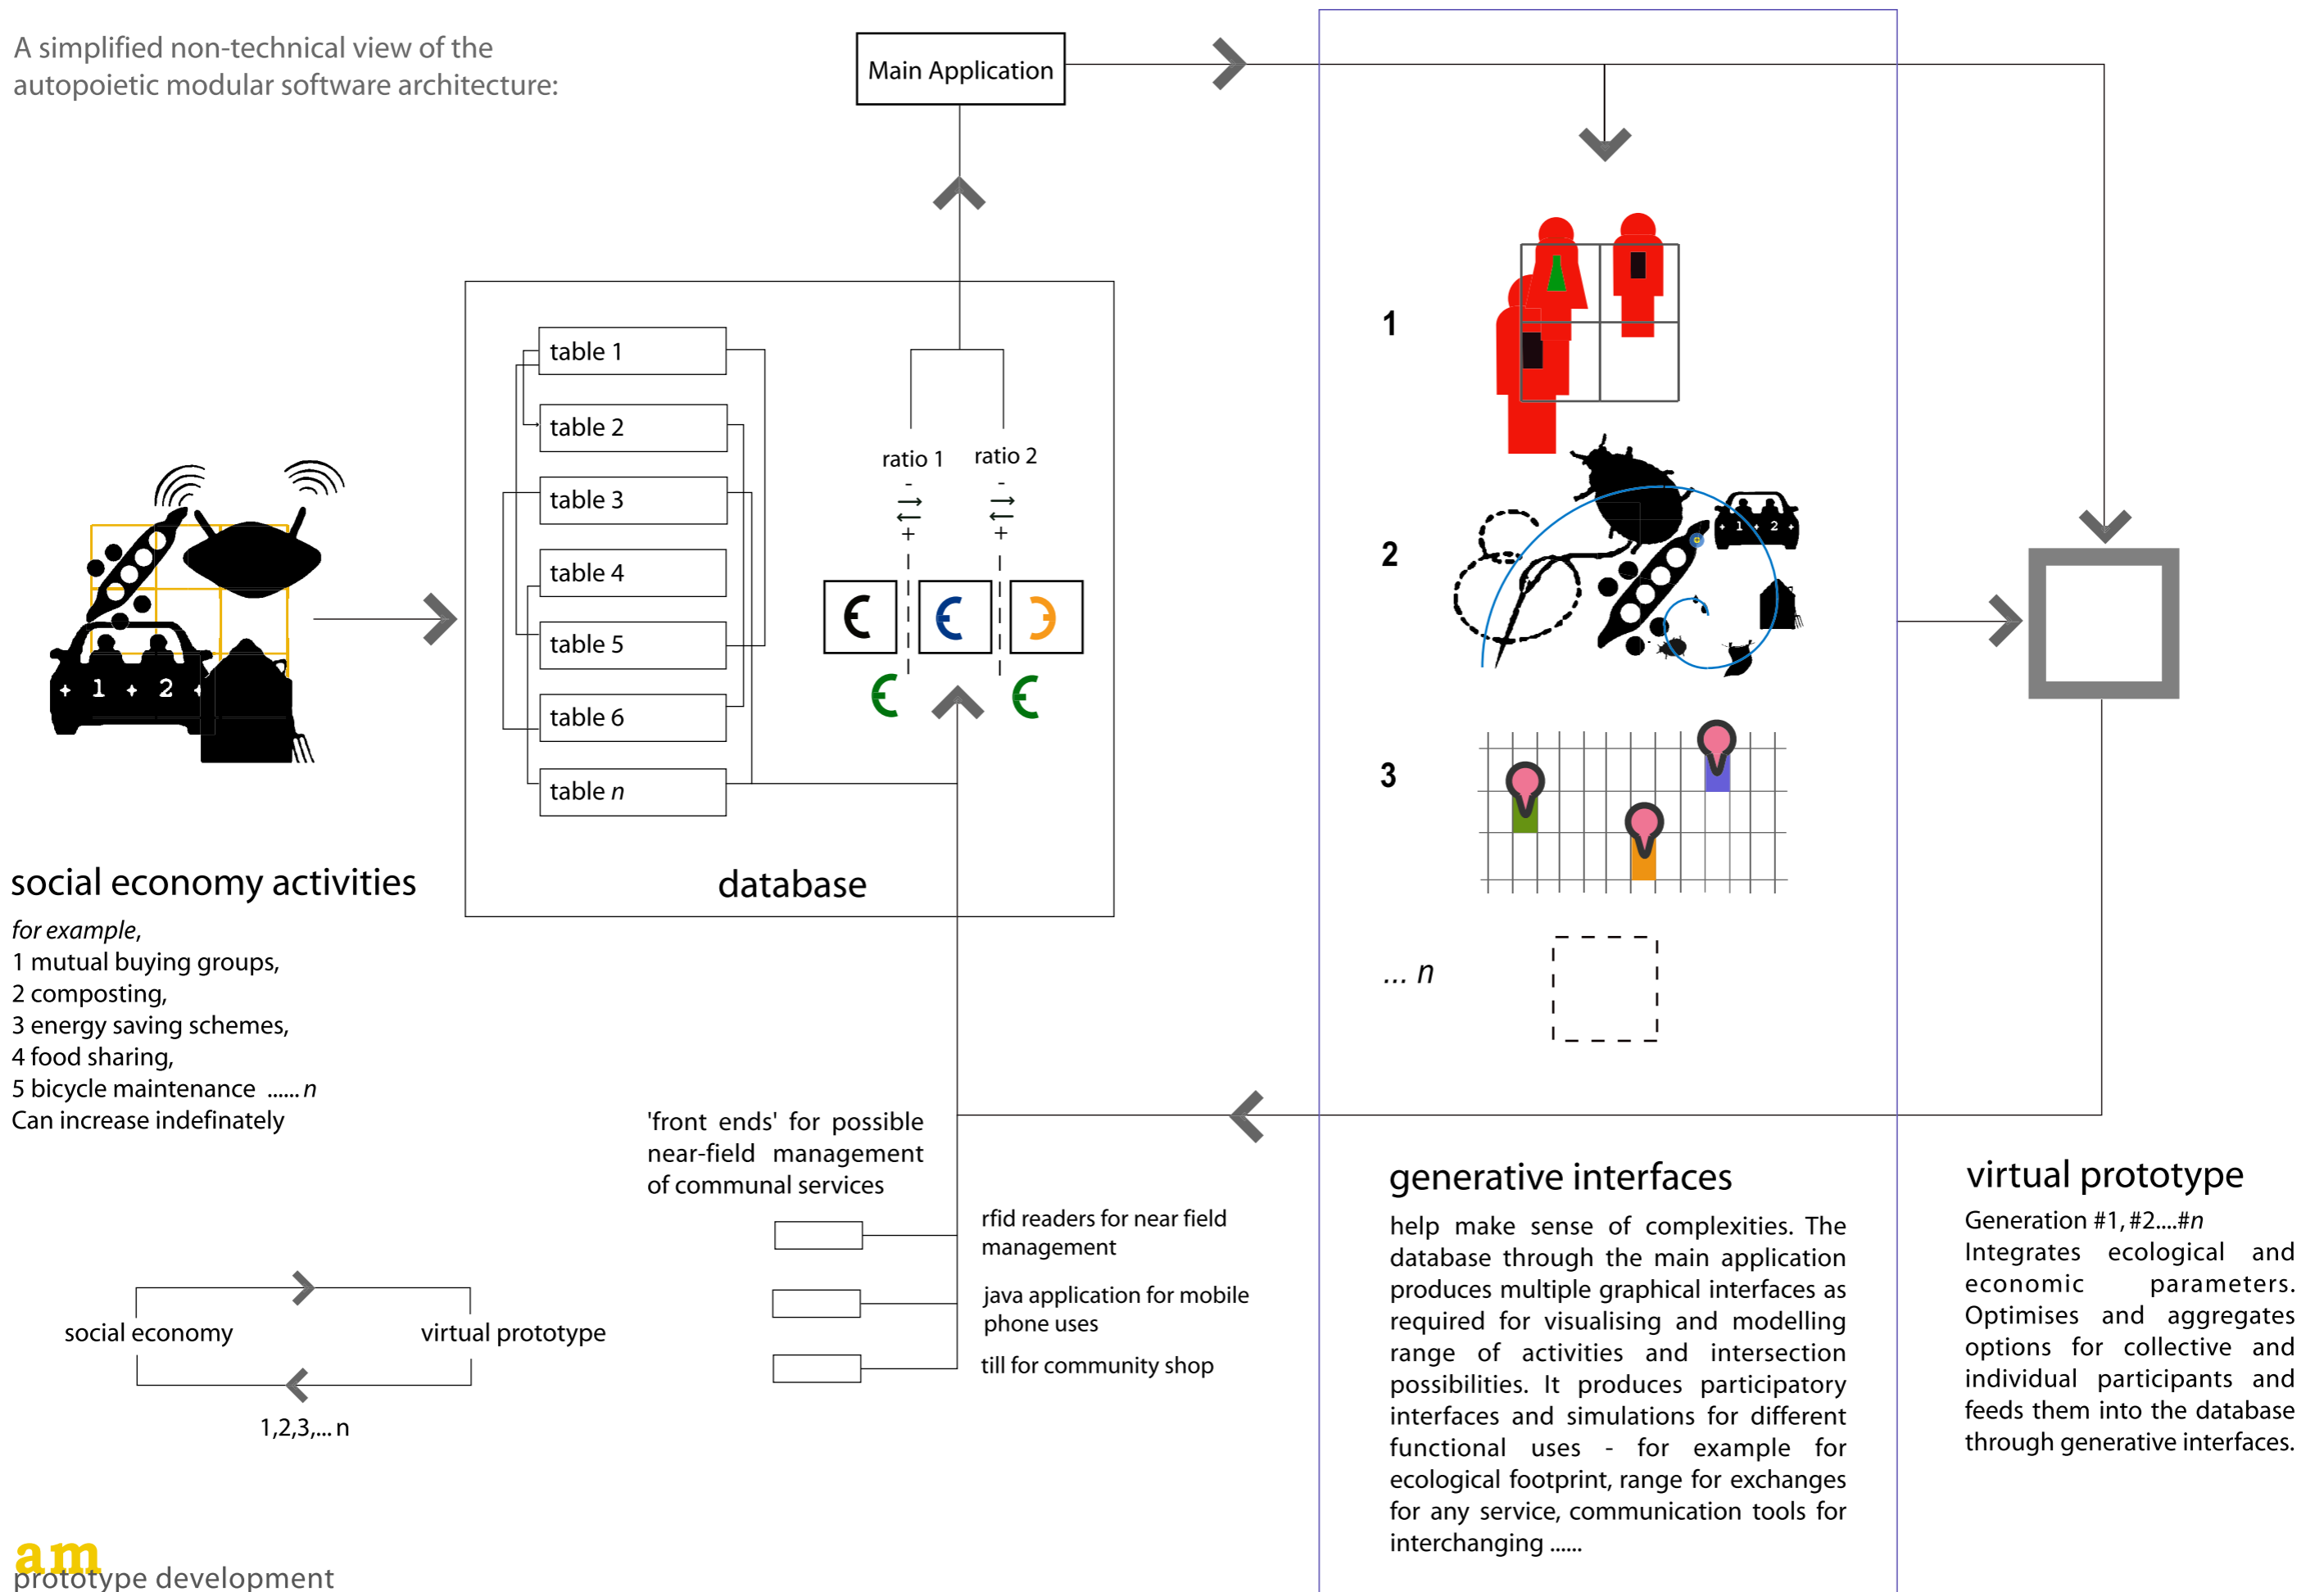 A simplified non-technical view of the
autopoietic modular software architecture:
Main Application
table 1
table 2
table 3
table 4
table 5
table 6
table n
ratio 1
ratio 2
-
+
-
+
database
+ 1 + 2 +
social economy activities
for example,
1 mutual buying groups,
2 composting,
3 energy saving schemes,
4 food sharing,
5 bicycle maintenance ...... n
Can increase indefinately
social economy
virtual prototype
1,2,3,... n
'front ends' for possible
near-field management
of communal services
rfid readers for near field
management
java application for mobile
phone uses
till for community shop
1
2
+ 1 + 2 +
3
... n
generative interfaces
help make sense of complexities. The
database through the main application
produces multiple graphical interfaces as
required for visualising and modelling
range of activities and intersection
possibilities. It produces participatory
interfaces and simulations for different
functional uses - for example for
ecological footprint, range for exchanges
for any service, communication tools for
interchanging ......
virtual prototype
Generation #1, #2....#n
Integrates ecological and
economic parameters.
Optimises and aggregates
options for collective and
individual participants and
feeds them into the database
through generative interfaces.
am
prototype development